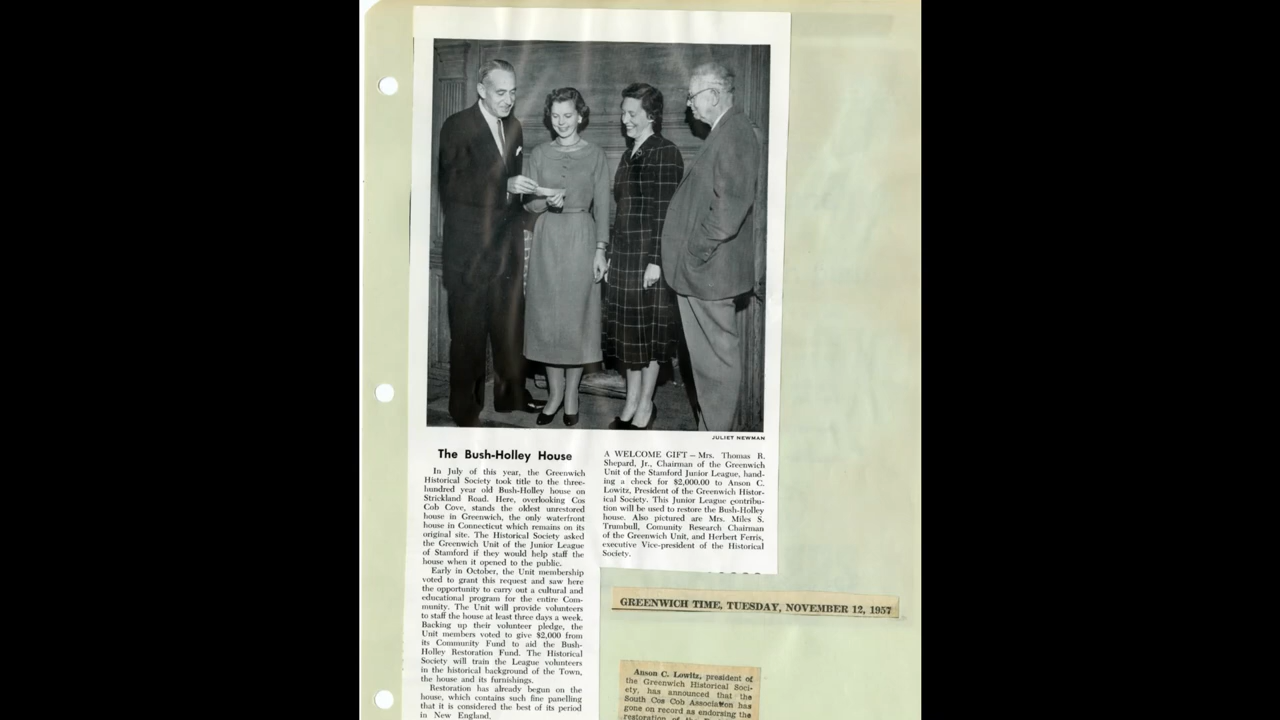 JULIET NEWMAN
The Bush-Holley House
In July of this year, the Greenwich
Historical Society took title to the three-
hundred year old Bush-Holley house on
Strickland Road. Here, overlooking Cos
Cob Cove, stands the oldest unrestored
house in Greenwich, the only waterfront
house in Connecticut which remains on its
original site. The Historical Society asked
the Greenwich Unit of the Junior League
of Stamford if they would help staff the
house when it opened to the public.
Early in October, the Unit membership
voted to grant this request and saw here
the opportunity to carry out a cultural and
educational program for the entire Com-
munity. The Unit will provide volunteers
to staff the house at least three days a week.
Backing up their volunteer pledge, the
Unit members voted to give $2,000 from
its Community Fund to aid the Bush-
Holley Restoration Fund. The Historical
Society will train the League volunteers
in the historical background of the Town,
the house and its furnishings.
Restoration has already begun on the
house, which contains such fine panelling
that it is considered the best of its period
in New England.
A WELCOME GIFT — Mrs. Thomas R.
Shepard, Jr., Chairman of the Greenwich
Unit of the Stamford Junior League, hand-
ing a check for $2,000.00 to Anson C.
Lowitz, President of the Greenwich Histor-
ical Society. This Junior League contribu-
tion will be used to restore the Bush-Holley
house. Also pictured are Mrs. Miles S.
Trumbull, Comunity Research Chairman
of the Greenwich Unit, and Herbert Ferris,
executive Vice-president of the Historical
Society.
GREENWICH TIME, TUESDAY, NOVEMBER 12, 1957
Anson C. Lowitz, president of
the Greenwich Historical Soci-
ety, has announced that the
South Cos Cob Association has
gone on record as endorsing the
restoration of the